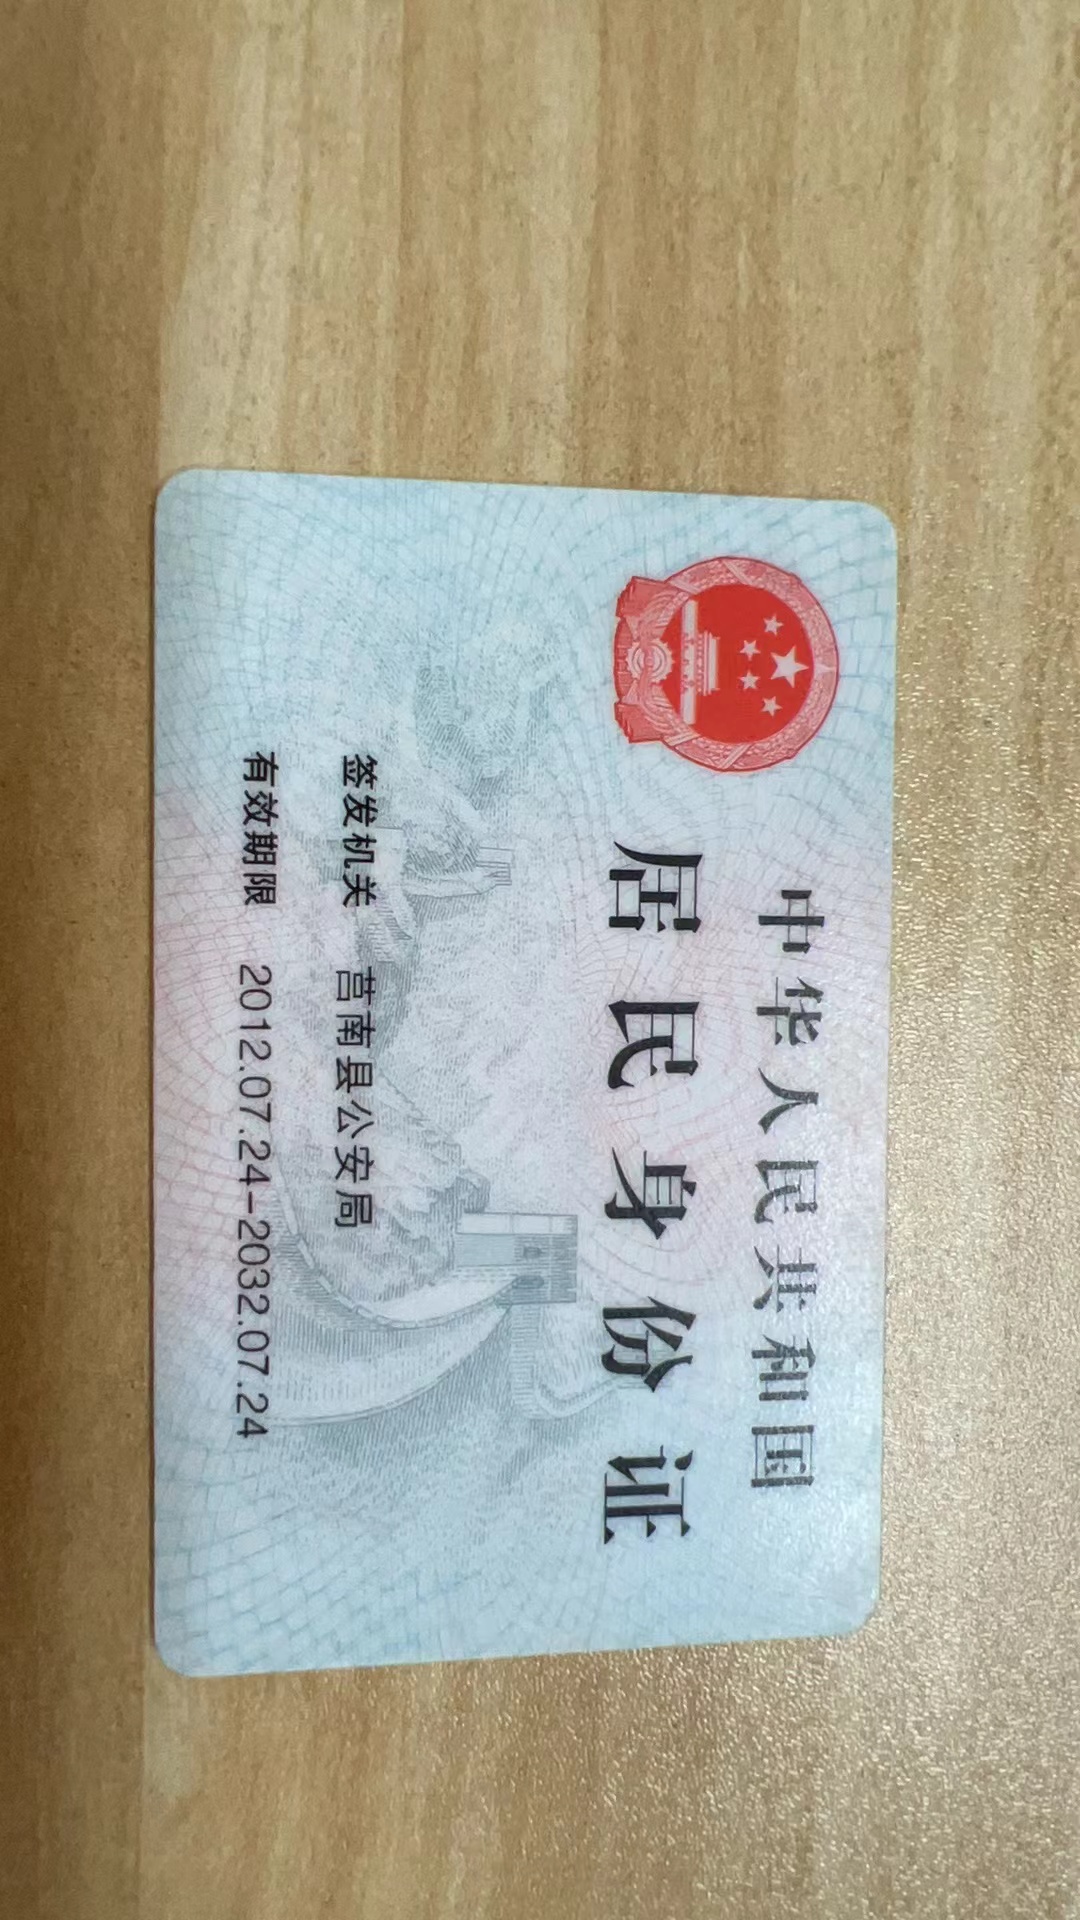 中华人民共和国
居民身份证
签发机关 莒南县公安局
有效期限 2012.07.24-2032.07.24